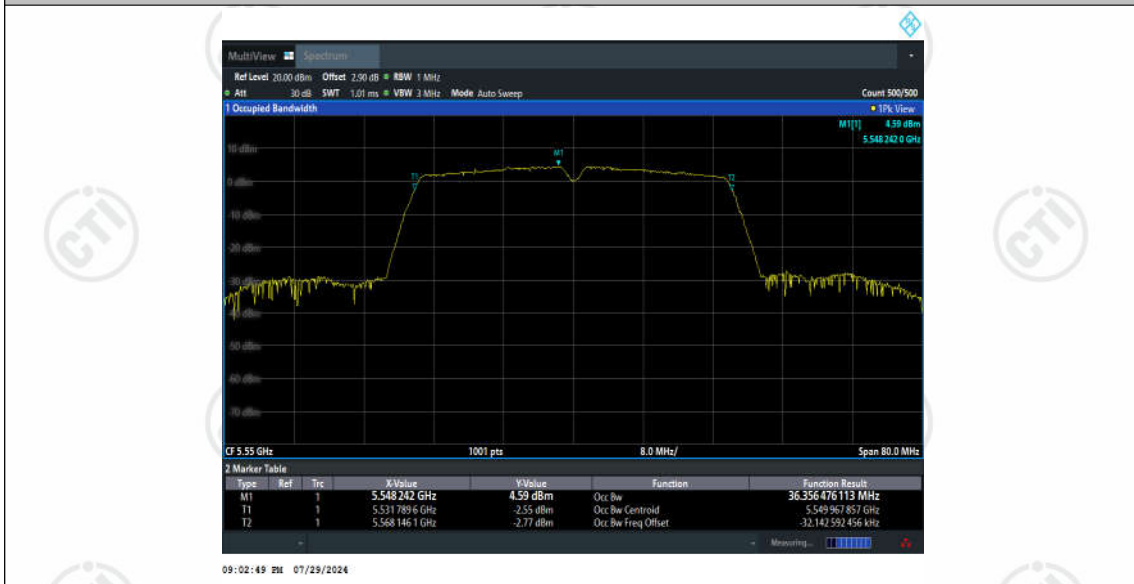 MultiView Spectrum
Ref Level 20.00 dBm Offset 2.90 dB RBW 1 MHz
Att 30 dB SWT 1.01 ms VBW 3 MHz Mode Auto Sweep Count 500/500
1 Occupied Bandwidth 1Pk View
M1[1] 4.59 dBm
5.548 242 0 GHz
10 dBm
M1
T1
T2
0 dBm
-10 dBm
-20 dBm
-30 dBm
-40 dBm
-50 dBm
-60 dBm
-70 dBm
CF 5.55 GHz 1001 pts 8.0 MHz/ Span 80.0 MHz
2 Marker Table
Type Ref Trc X-Value Y-Value Function Function Result
M1 1 5.548 242 GHz 4.59 dBm Occ Bw 36.356 476 113 MHz
T1 1 5.531 789 6 GHz -2.55 dBm Occ Bw Centroid 5.549 967 857 GHz
T2 1 5.568 146 1 GHz -2.77 dBm Occ Bw Freq Offset -32.142 592 456 kHz
Measuring...
09:02:49 PM 07/29/2024
CTI
CTI